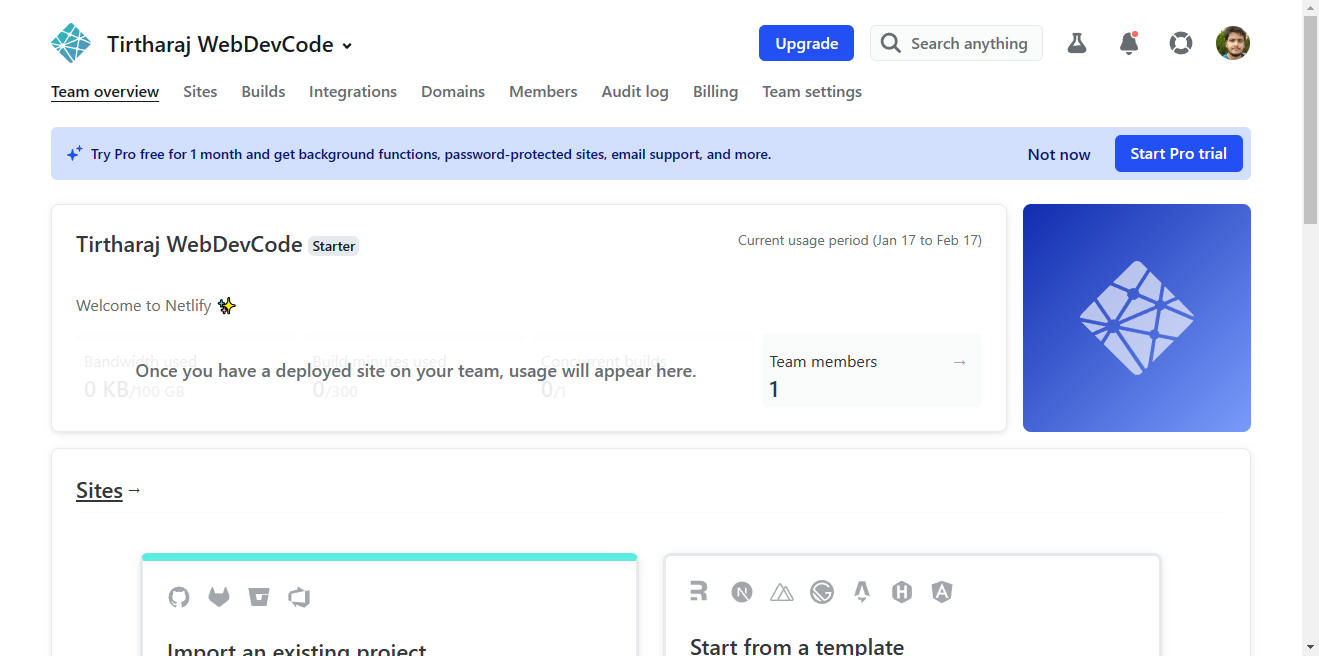 Tirtharaj WebDevCode
Upgrade
Search anything
Team overview Sites Builds Integrations Domains Members Audit log Billing Team settings
Try Pro free for 1 month and get background functions, password-protected sites, email support, and more.
Not now
Start Pro trial
Tirtharaj WebDevCode Starter
Current usage period (Jan 17 to Feb 17)
Welcome to Netlify ✨
Bandwidth used
0 KB/100 GB
Build minutes used
0/300
Concurrent builds
0/1
Once you have a deployed site on your team, usage will appear here.
Team members →
1
Sites →
Import an existing project
Start from a template